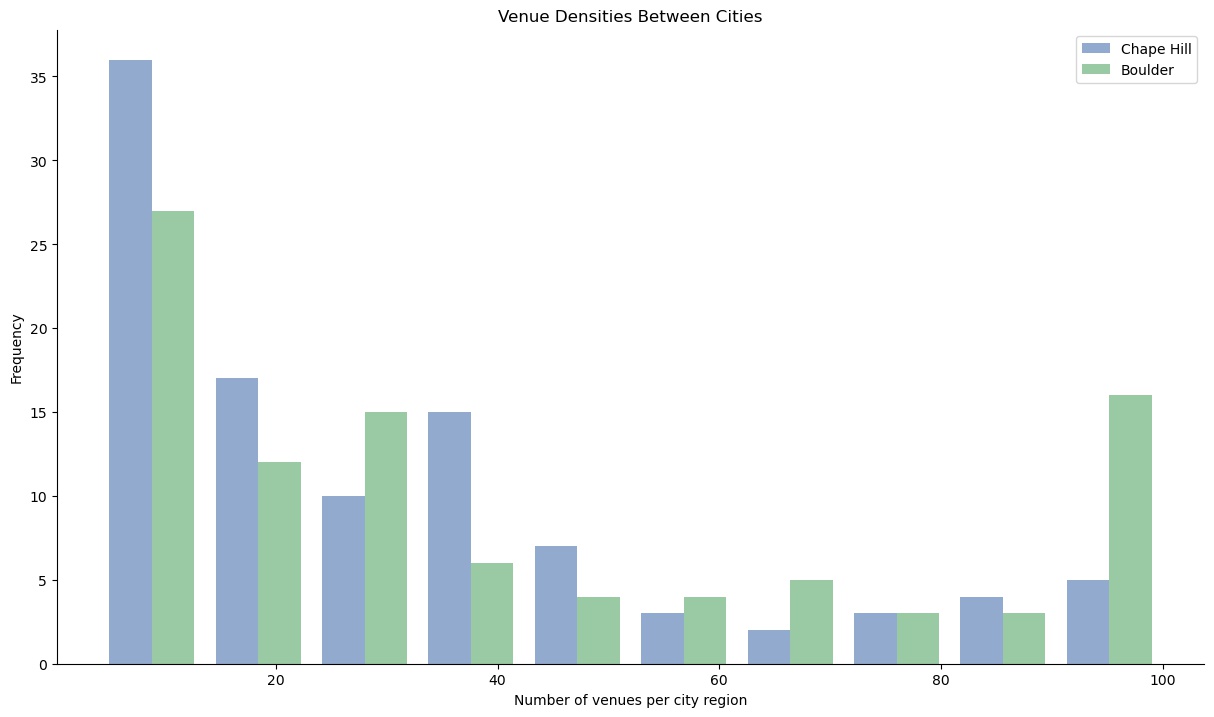 Venue Densities Between Cities
Chape Hill
Boulder
35
30
25
20
15
10
5
0
Frequency
20 40 60 80 100
Number of venues per city region